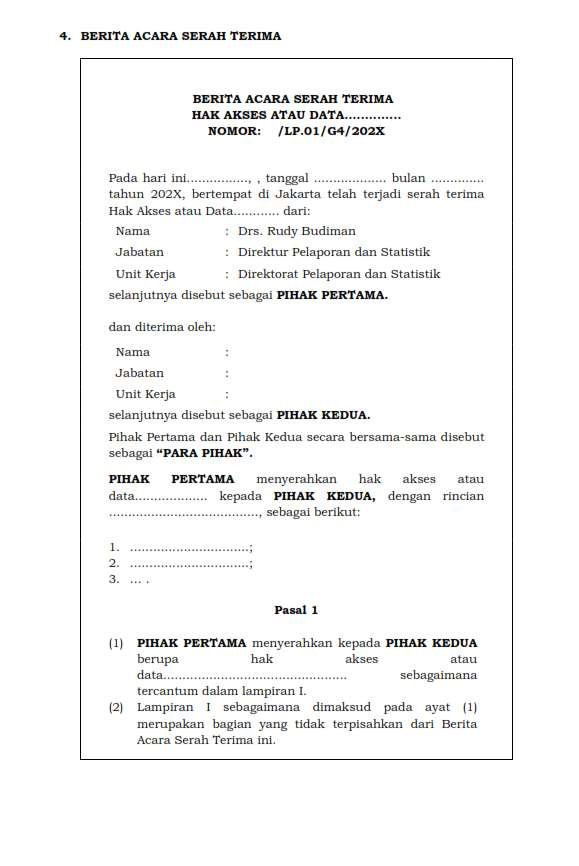 4. BERITA ACARA SERAH TERIMA
BERITA ACARA SERAH TERIMA
HAK AKSES ATAU DATA..............
NOMOR: /LP.01/G4/202X
Pada hari ini................, , tanggal ................... bulan ..............
tahun 202X, bertempat di Jakarta telah terjadi serah terima
Hak Akses atau Data............ dari:
Nama : Drs. Rudy Budiman
Jabatan : Direktur Pelaporan dan Statistik
Unit Kerja : Direktorat Pelaporan dan Statistik
selanjutnya disebut sebagai PIHAK PERTAMA.
dan diterima oleh:
Nama :
Jabatan :
Unit Kerja :
selanjutnya disebut sebagai PIHAK KEDUA.
Pihak Pertama dan Pihak Kedua secara bersama-sama disebut
sebagai “PARA PIHAK”.
PIHAK PERTAMA menyerahkan hak akses atau
data................... kepada PIHAK KEDUA, dengan rincian
......................................., sebagai berikut:
1. ...............................;
2. ...............................;
3. ... .
Pasal 1
(1) PIHAK PERTAMA menyerahkan kepada PIHAK KEDUA
berupa hak akses atau
data................................................ sebagaimana
tercantum dalam lampiran I.
(2) Lampiran I sebagaimana dimaksud pada ayat (1)
merupakan bagian yang tidak terpisahkan dari Berita
Acara Serah Terima ini.